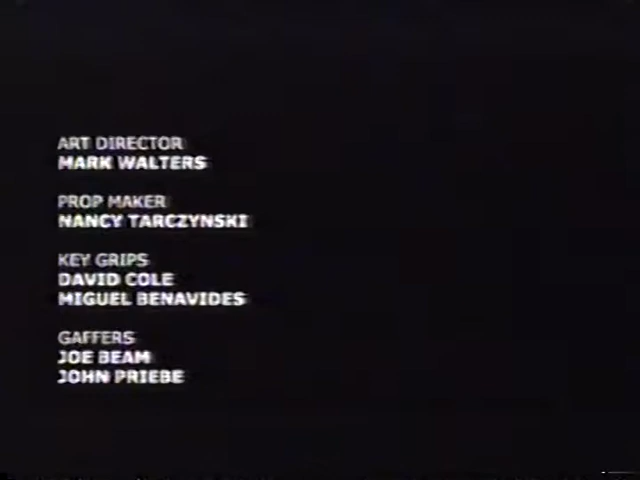 ART DIRECTOR
MARK WALTERS
PROP MAKER
NANCY TARCZYNSKI
KEY GRIPS
DAVID COLE
MIGUEL BENAVIDES
GAFFERS
JOE BEAM
JOHN PRIEBE